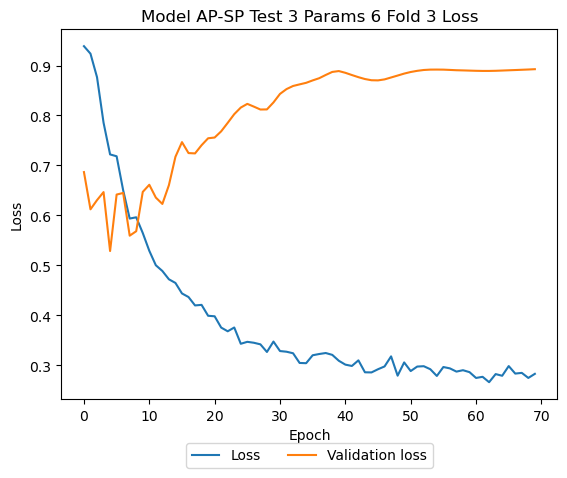 Model AP-SP Test 3 Params 6 Fold 3 Loss
Loss
0.9
0.8
0.7
0.6
0.5
0.4
0.3
0 10 20 30 40 50 60 70
Epoch
Loss Validation loss